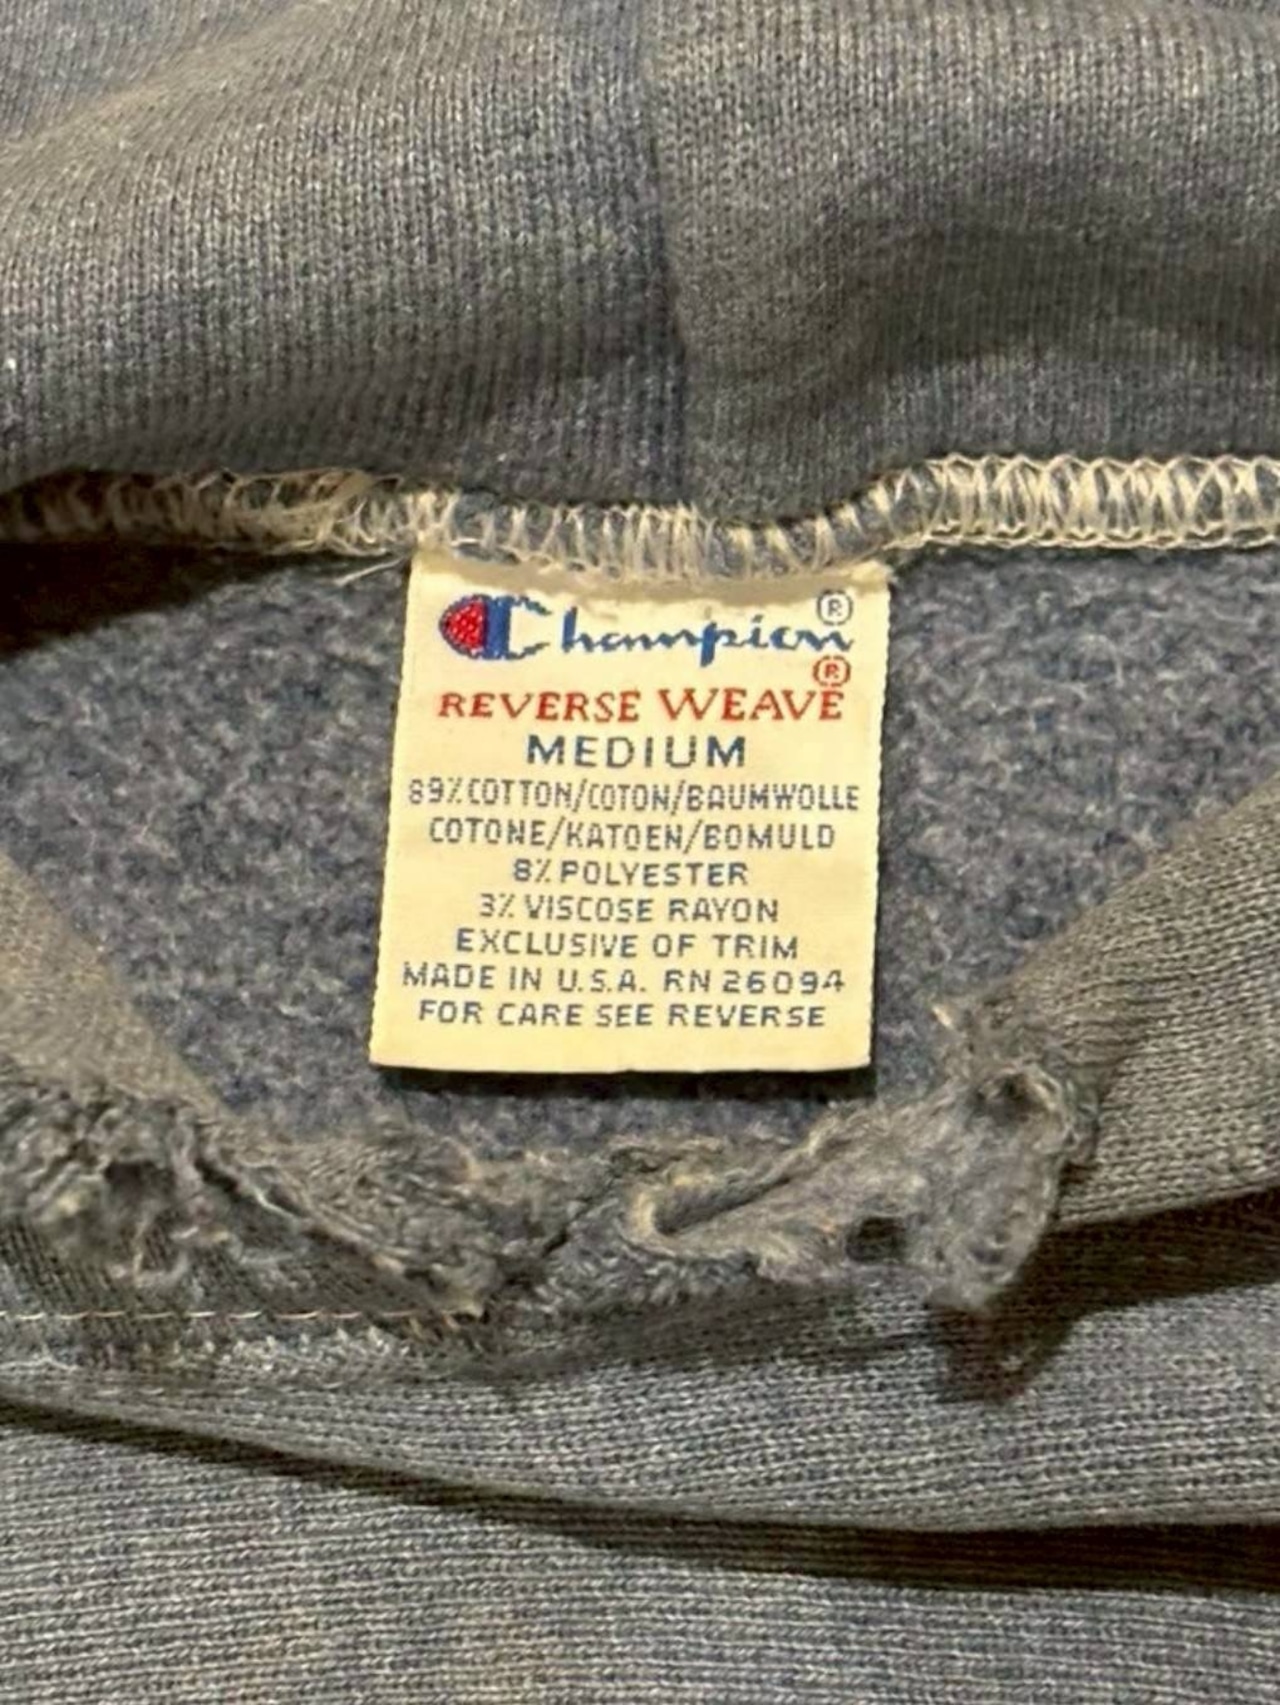 Champion®
REVERSE WEAVE®
MEDIUM
89% COTTON/COTON/BAUMWOLLE
COTONE/KATOEN/BOMULD
8% POLYESTER
3% VISCOSE RAYON
EXCLUSIVE OF TRIM
MADE IN U.S.A. RN 26094
FOR CARE SEE REVERSE